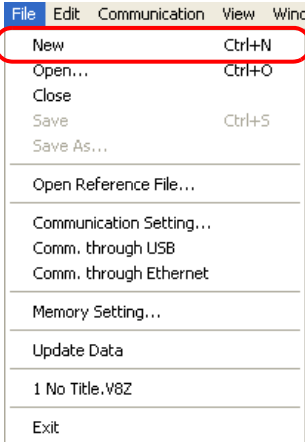 File Edit Communication View Wind
New Ctrl+N
Open... Ctrl+O
Close
Save Ctrl+S
Save As...
Open Reference File...
Communication Setting...
Comm. through USB
Comm. through Ethernet
Memory Setting...
Update Data
1 No Title.V8Z
Exit